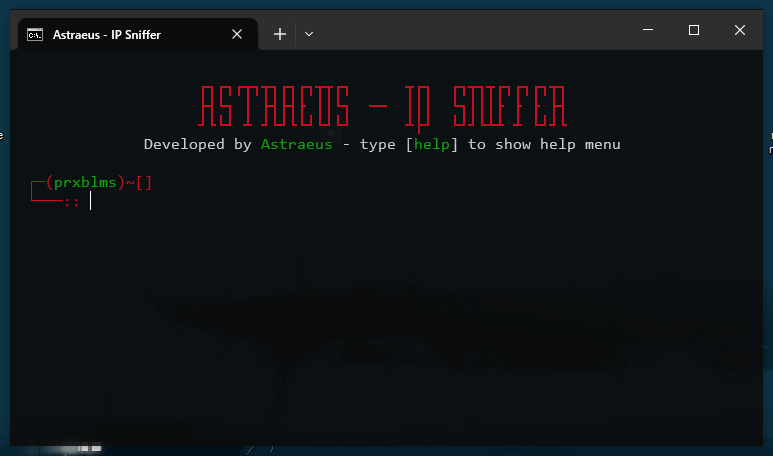 Astraeus - IP Sniffer
ASTRAEUS - IP SNIFFER
Developed by Astraeus - type [help] to show help menu
┌─(prxblms)~[]
└───::